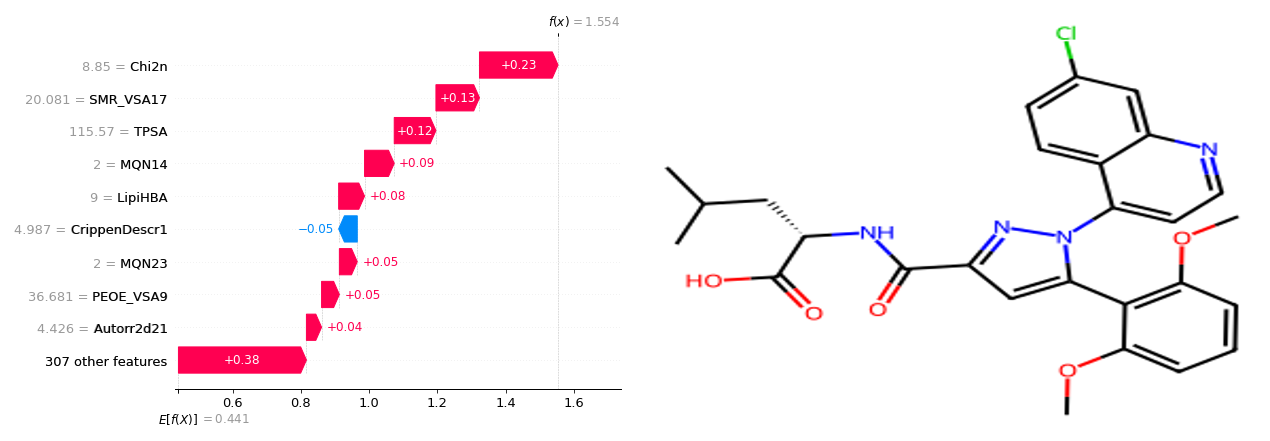 f(x) = 1.554
8.85 = Chi2n
+0.23
20.081 = SMR_VSA17
+0.13
115.57 = TPSA
+0.12
2 = MQN14
+0.09
9 = LipiHBA
+0.08
4.987 = CrippenDescr1
−0.05
2 = MQN23
+0.05
36.681 = PEOE_VSA9
+0.05
4.426 = Autorr2d21
+0.04
307 other features
+0.38
0.6 0.8 1.0 1.2 1.4 1.6
E[f(X)] = 0.441
Cl
N
NH
N
N
O
HO
O
O
O